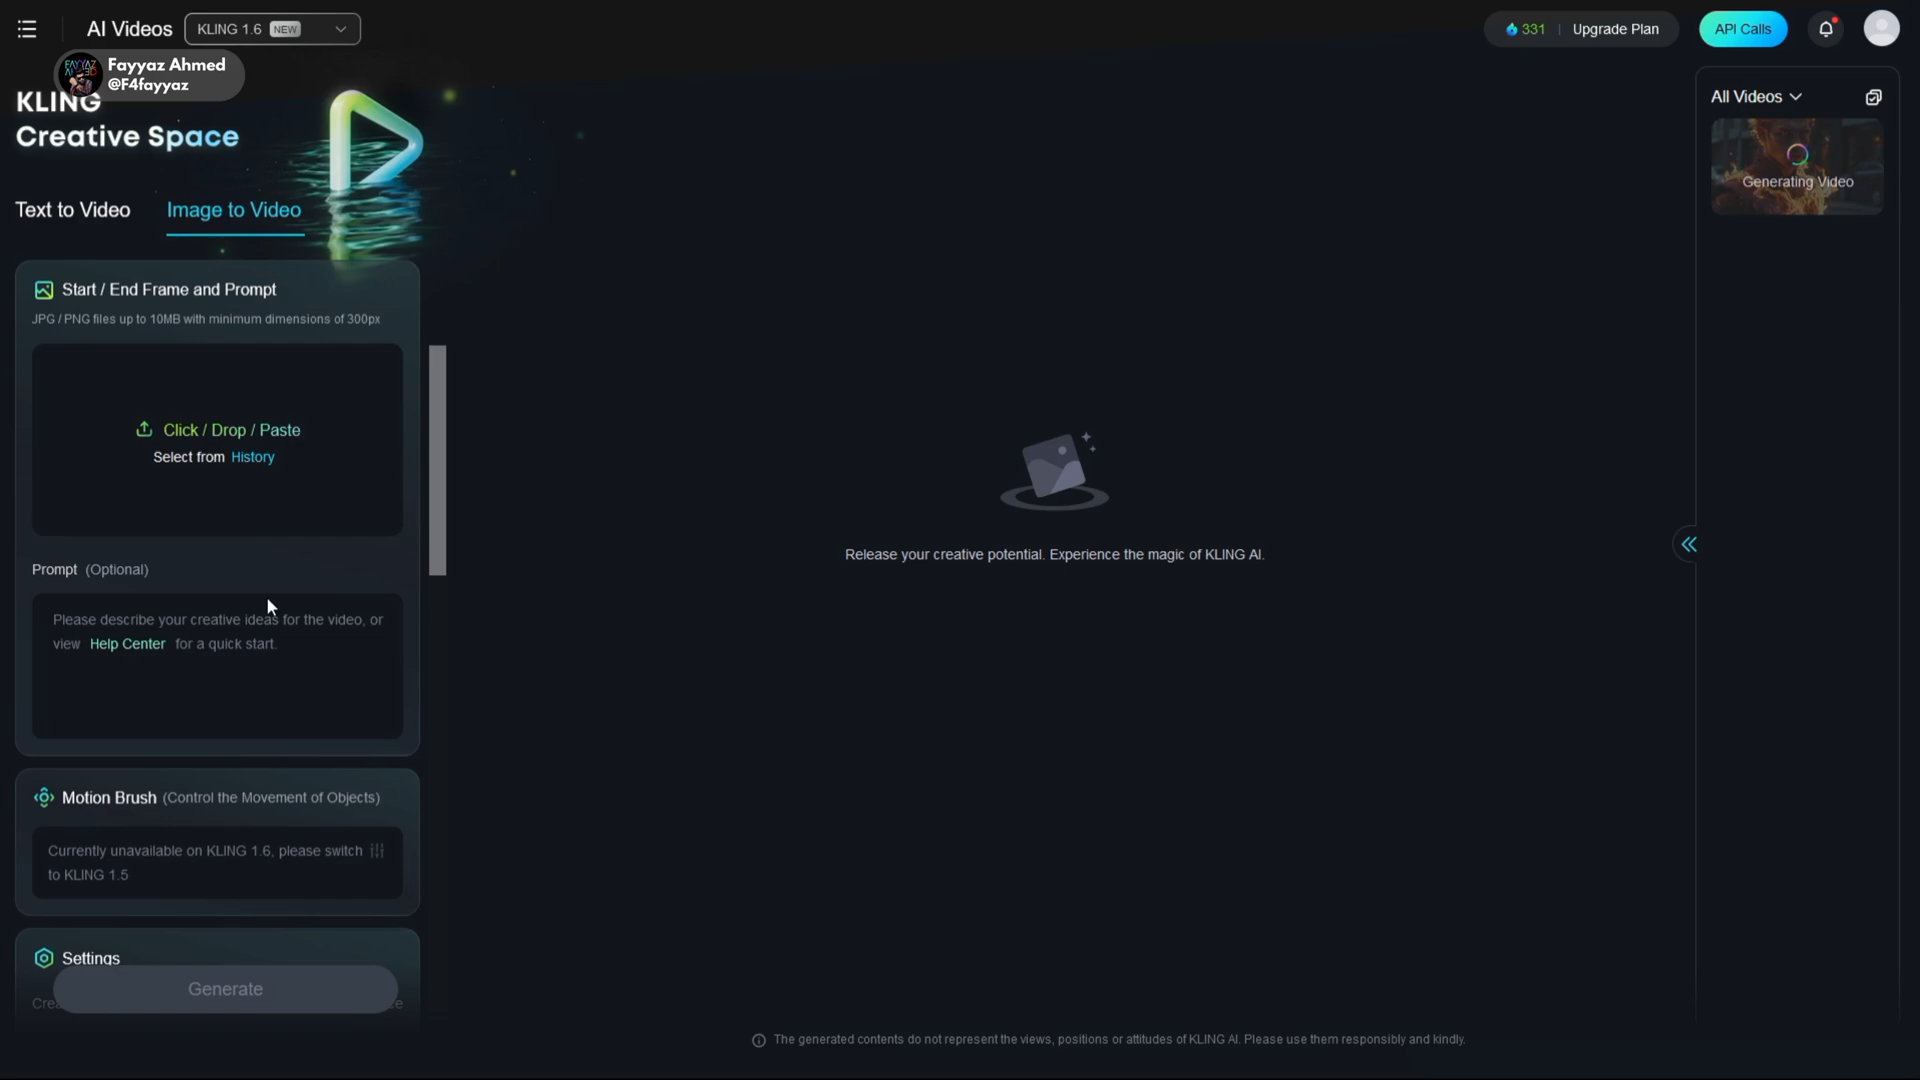 AI Videos
KLING 1.6 NEW
331 Upgrade Plan
API Calls
FAYYAZ
Fayyaz Ahmed
@F4fayyaz
KLING
Creative Space
All Videos
Generating Video
Text to Video
Image to Video
Start / End Frame and Prompt
JPG / PNG files up to 10MB with minimum dimensions of 300px
Click / Drop / Paste
Select from History
Prompt (Optional)
Please describe your creative ideas for the video, or
view Help Center for a quick start.
Release your creative potential. Experience the magic of KLING AI.
Motion Brush (Control the Movement of Objects)
Currently unavailable on KLING 1.6, please switch
to KLING 1.5
Settings
Generate
The generated contents do not represent the views, positions or attitudes of KLING AI. Please use them responsibly and kindly.